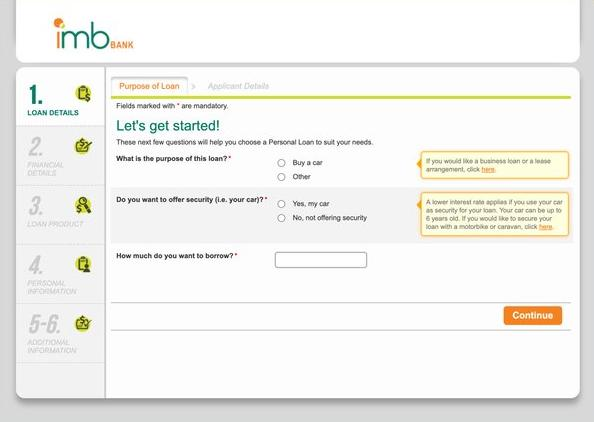 imb BANK
1.
LOAN DETAILS
2.
FINANCIAL
DETAILS
3.
LOAN PRODUCT
4.
PERSONAL
INFORMATION
5-6.
ADDITIONAL
INFORMATION
Purpose of Loan > Applicant Details
Fields marked with * are mandatory.
Let's get started!
These next few questions will help you choose a Personal Loan to suit your needs.
What is the purpose of this loan?*
Buy a car
Other
If you would like a business loan or a lease
arrangement, click here.
Do you want to offer security (i.e. your car)?*
Yes, my car
No, not offering security
A lower interest rate applies if you use your car
as security for your loan. Your car can be up to
6 years old. If you would like to secure your
loan with a motorbike or caravan, click here.
How much do you want to borrow?*
Continue